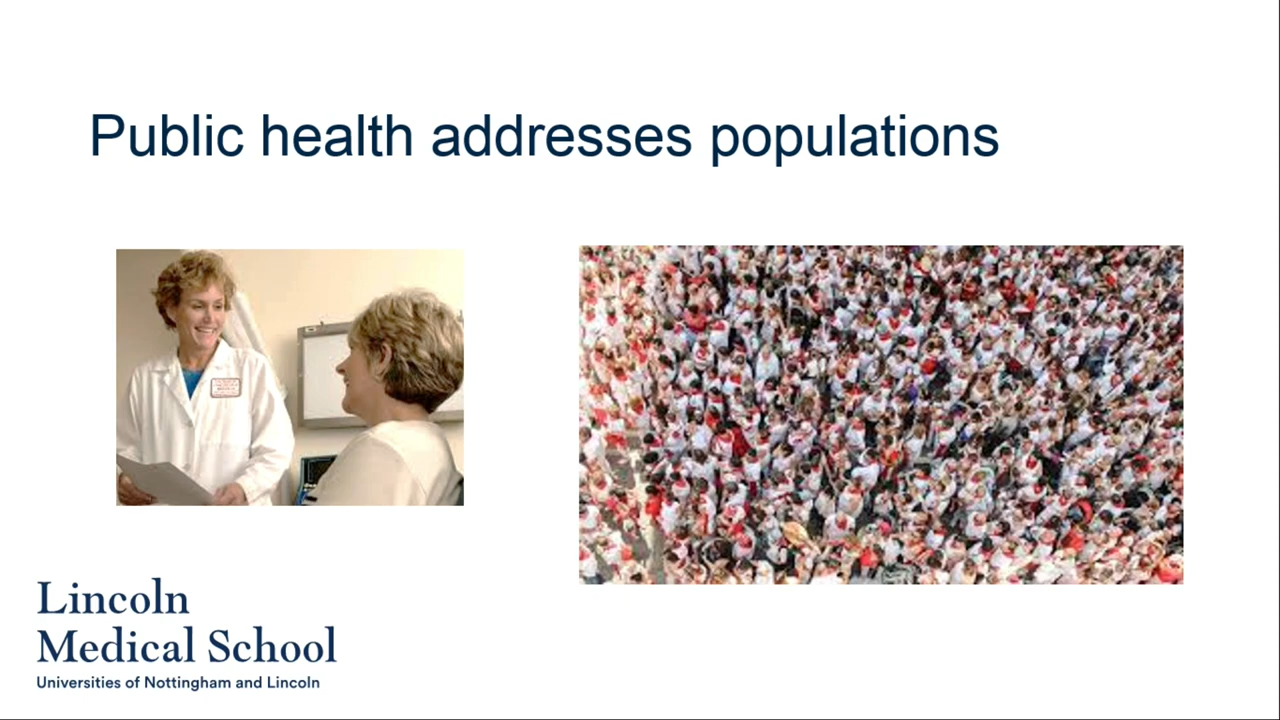 Public health addresses populations
Lincoln
Medical School
Universities of Nottingham and Lincoln